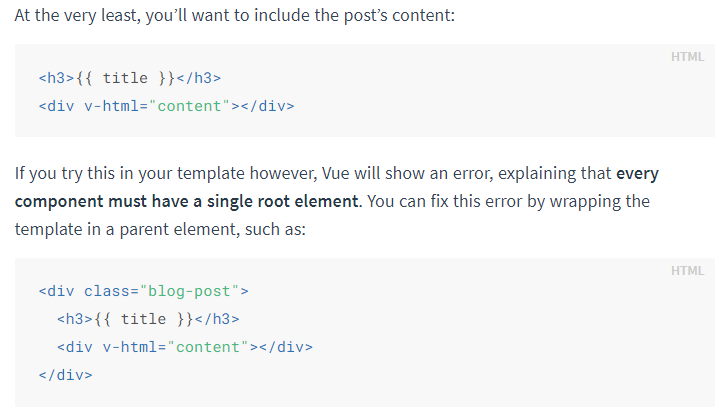 At the very least, you’ll want to include the post’s content:
HTML
<h3>{{ title }}</h3>
<div v-html="content"></div>
If you try this in your template however, Vue will show an error, explaining that every
component must have a single root element. You can fix this error by wrapping the
template in a parent element, such as:
HTML
<div class="blog-post">
  <h3>{{ title }}</h3>
  <div v-html="content"></div>
</div>